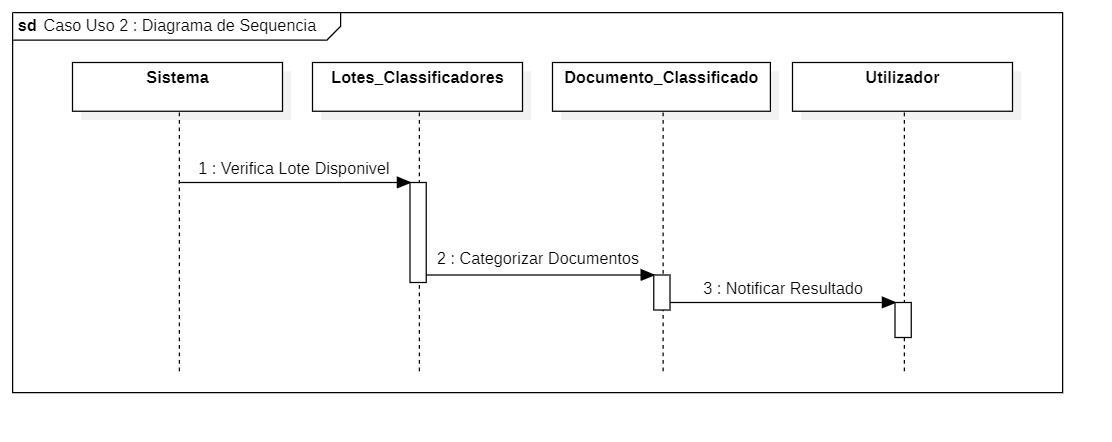 sd Caso Uso 2 : Diagrama de Sequencia
Sistema
Lotes_Classificadores
Documento_Classificado
Utilizador
1 : Verifica Lote Disponivel
2 : Categorizar Documentos
3 : Notificar Resultado